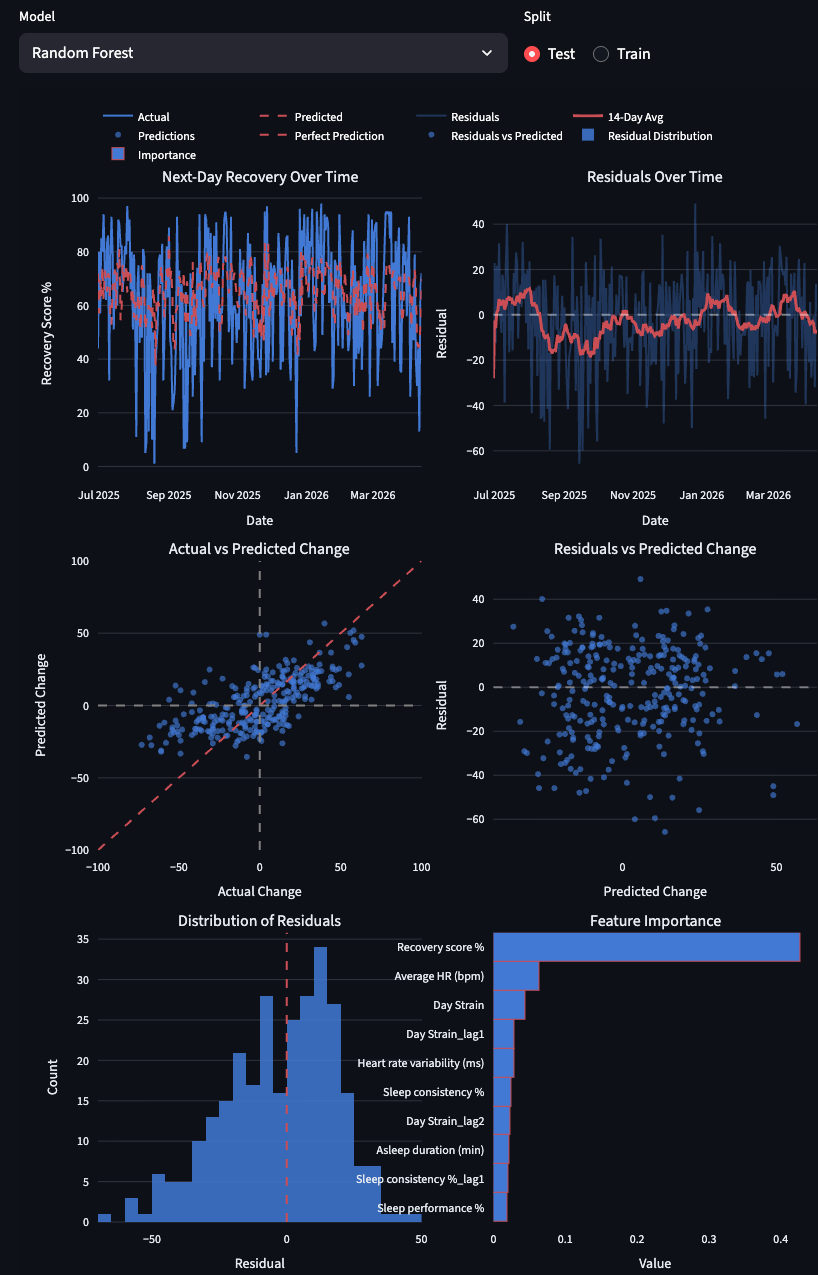 Model Split
Random Forest Test Train
Actual Predicted Residuals 14-Day Avg
Predictions Perfect Prediction Residuals vs Predicted Residual Distribution
Importance
Next-Day Recovery Over Time
100
80
60
40
20
0
Recovery Score %
Jul 2025 Sep 2025 Nov 2025 Jan 2026 Mar 2026
Date
Residuals Over Time
40
20
0
−20
−40
−60
Residual
Jul 2025 Sep 2025 Nov 2025 Jan 2026 Mar 2026
Date
Actual vs Predicted Change
100
50
0
−50
−100
Predicted Change
−100 −50 0 50 100
Actual Change
Residuals vs Predicted Change
40
20
0
−20
−40
−60
Residual
0 50
Predicted Change
Distribution of Residuals
35
30
25
20
15
10
5
0
Count
−50 0 50
Residual
Feature Importance
Recovery score %
Average HR (bpm)
Day Strain
Day Strain_lag1
Heart rate variability (ms)
Sleep consistency %
Day Strain_lag2
Asleep duration (min)
Sleep consistency %_lag1
Sleep performance %
0 0.1 0.2 0.3 0.4
Value